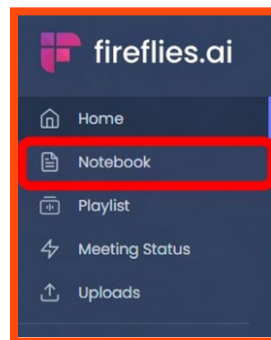 fireflies.ai
Home
Notebook
Playlist
Meeting Status
Uploads